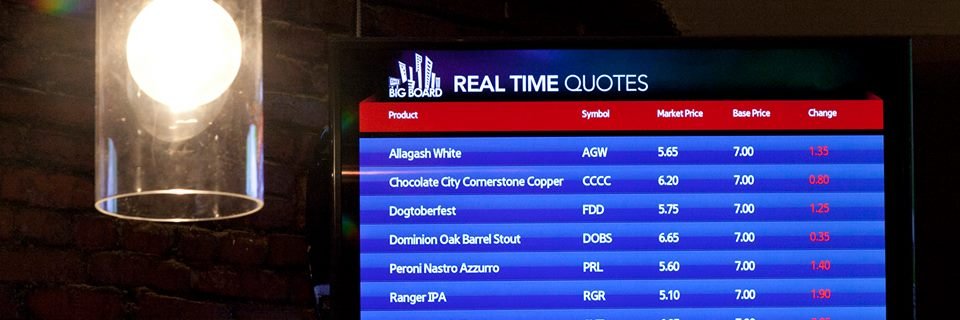 BIG BOARD REAL TIME QUOTES
Product Symbol Market Price Base Price Change
Allagash White AGW 5.65 7.00 1.35
Chocolate City Cornerstone Copper CCCC 6.20 7.00 0.80
Dogtoberfest FDD 5.75 7.00 1.25
Dominion Oak Barrel Stout DOBS 6.65 7.00 0.35
Peroni Nastro Azzurro PRL 5.60 7.00 1.40
Ranger IPA RGR 5.10 7.00 1.90